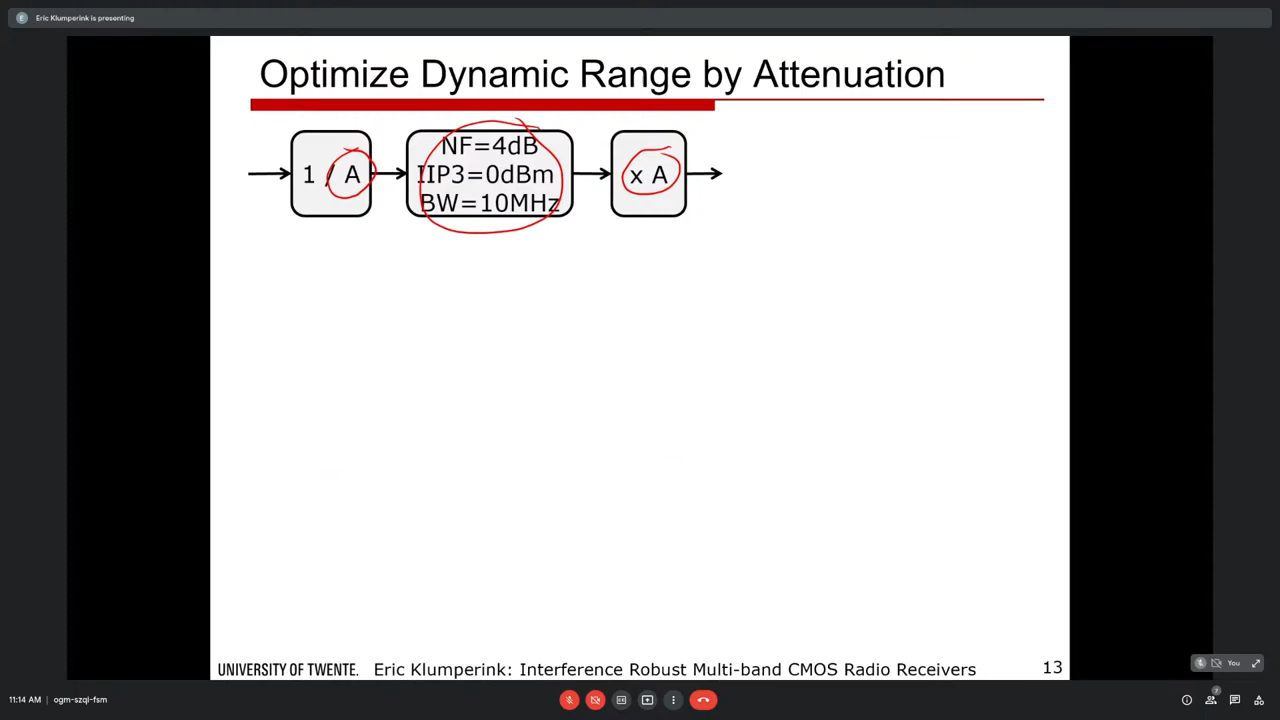 Eric Klumperink is presenting
Optimize Dynamic Range by Attenuation
1 / A
NF=4dB
IIP3=0dBm
BW=10MHz
x A
UNIVERSITY OF TWENTE. Eric Klumperink: Interference Robust Multi-band CMOS Radio Receivers 13
E
You
11:14 AM ogm-szqi-fsm
7